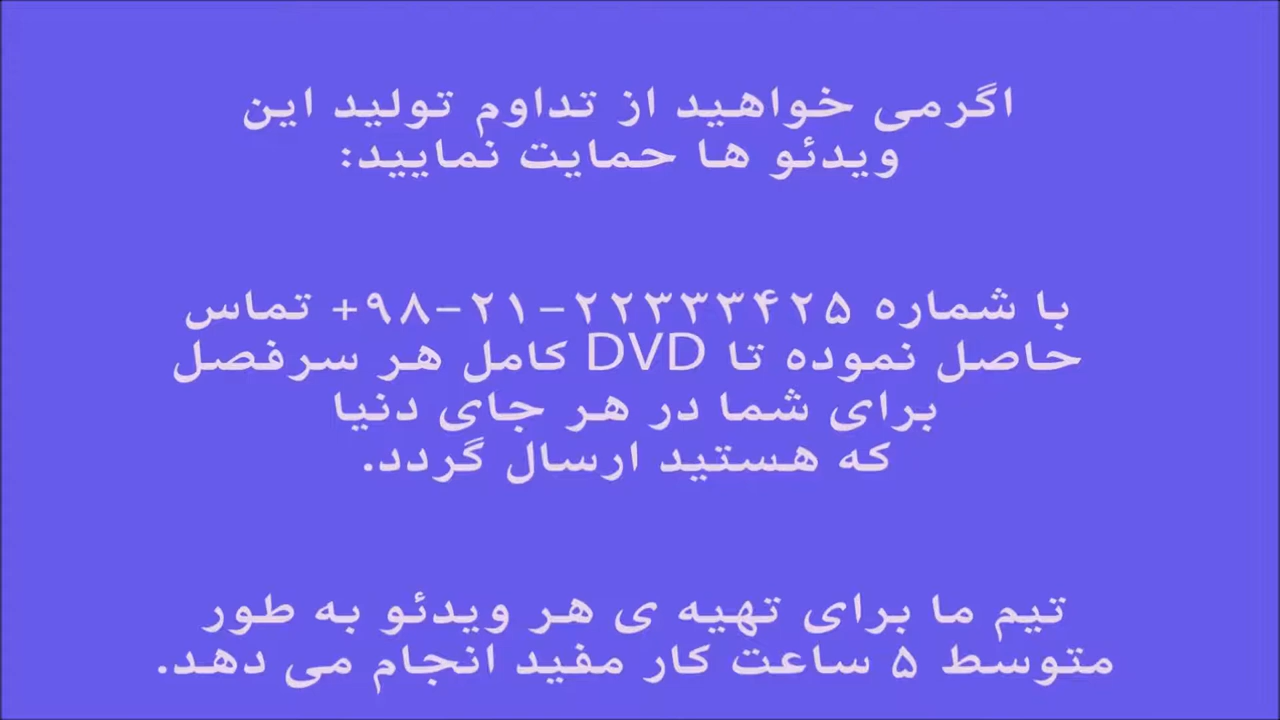 اگرمی خواهید از تداوم تولید این
ویدئو ها حمایت نمایید:
با شماره ۲۲۳۳۳۴۲۵-۲۱-۹۸+ تماس
حاصل نموده تا DVD کامل هر سرفصل
برای شما در هر جای دنیا
که هستید ارسال گردد.
تیم ما برای تهیه ی هر ویدئو به طور
متوسط ۵ ساعت کار مفید انجام می دهد.